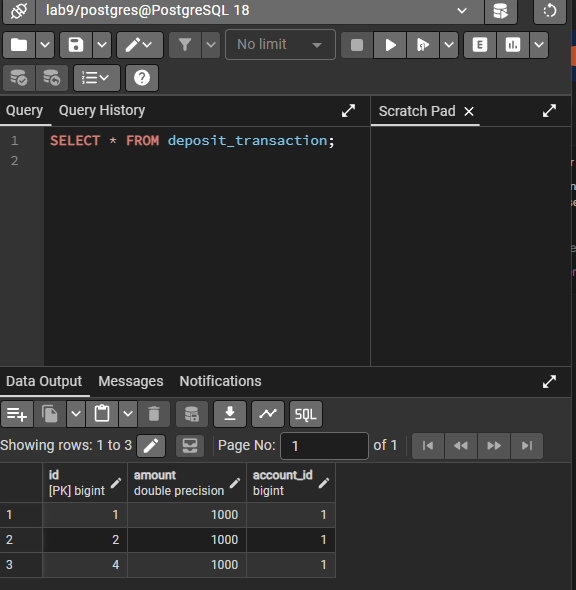 lab9/postgres@PostgreSQL 18
No limit
E
Query Query History
Scratch Pad
1 SELECT * FROM deposit_transaction;
2
Data Output Messages Notifications
SQL
Showing rows: 1 to 3 Page No: 1 of 1
id amount account_id
[PK] bigint double precision bigint
1 1 1000 1
2 2 1000 1
3 4 1000 1